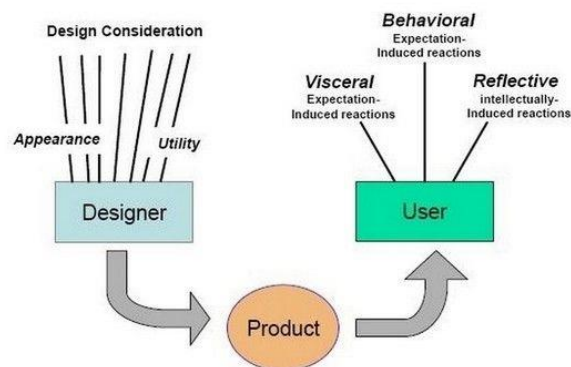 Design Consideration
Appearance
Utility
Designer
Behavioral
Expectation-
Induced reactions
Visceral
Expectation-
Induced reactions
Reflective
intellectually-
Induced reactions
User
Product